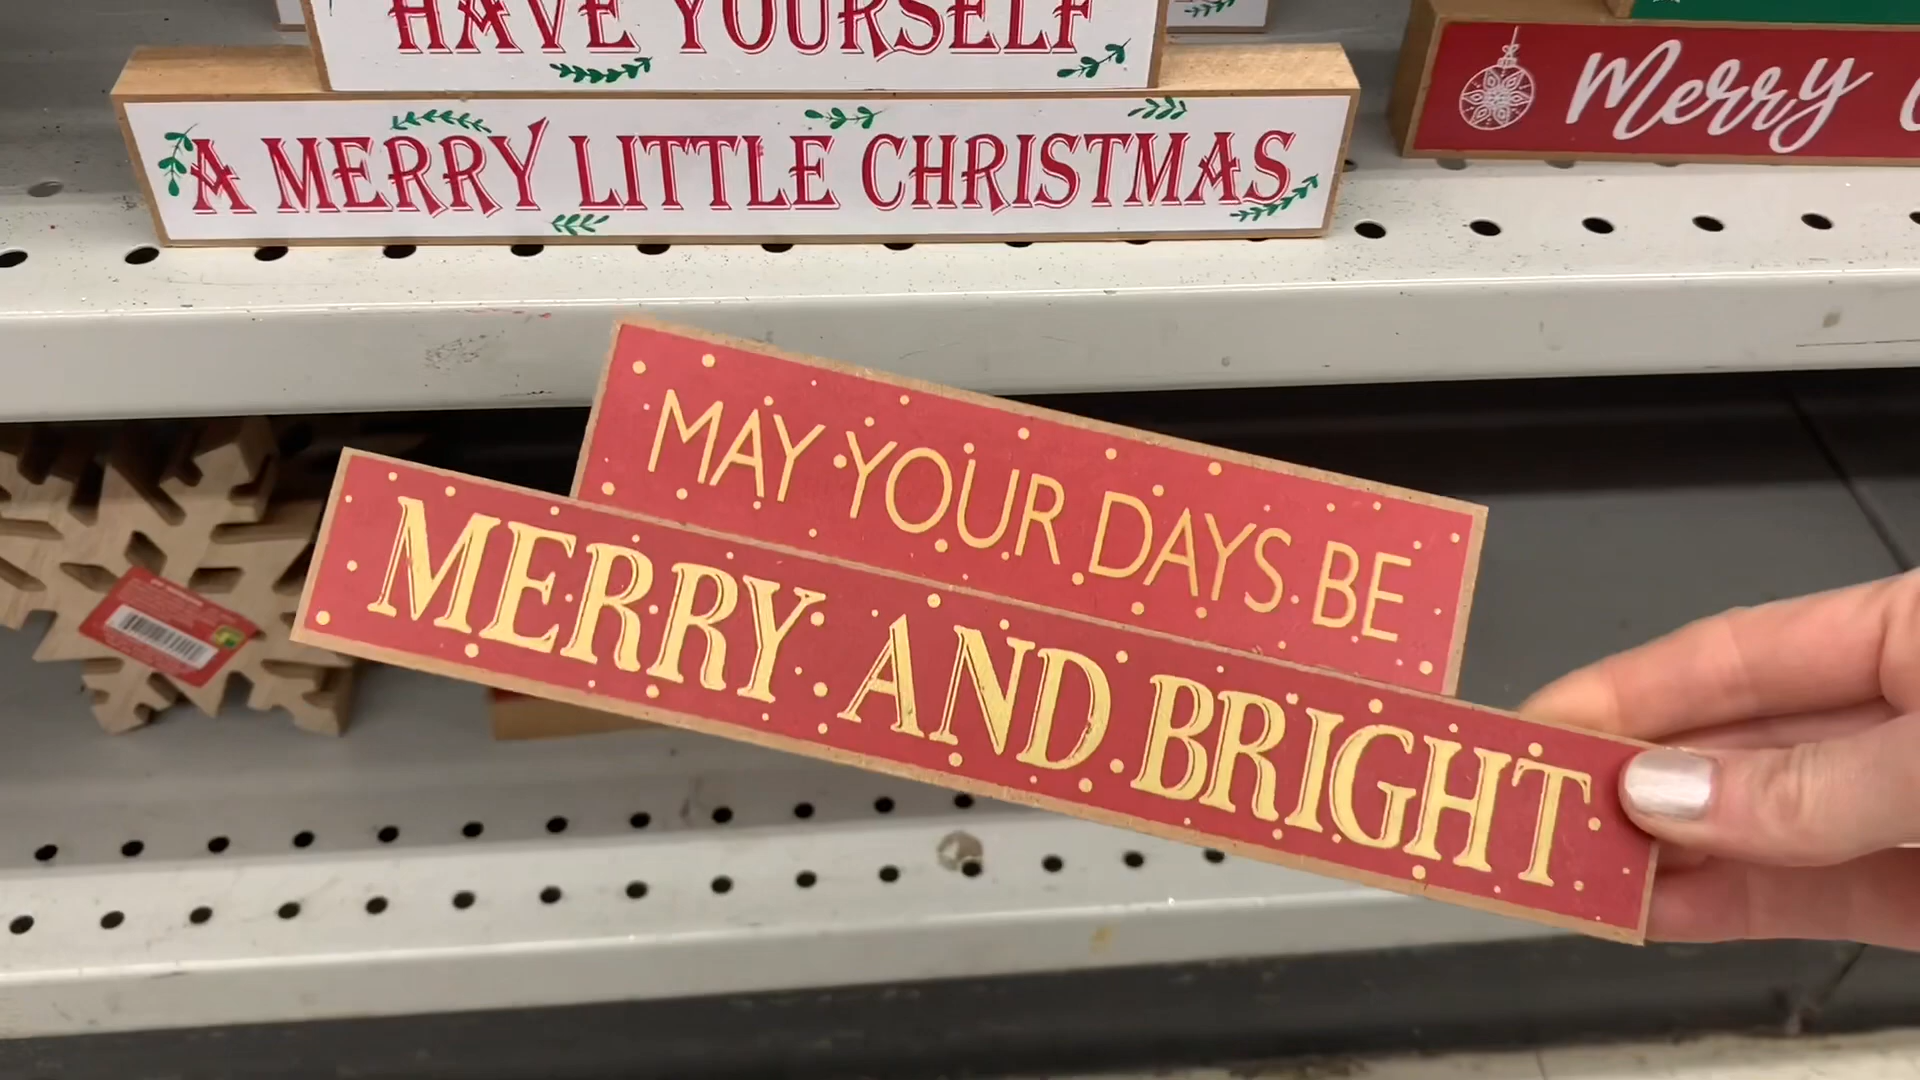 HAVE YOURSELF
A MERRY LITTLE CHRISTMAS
Merry
MAY YOUR DAYS BE
MERRY AND BRIGHT